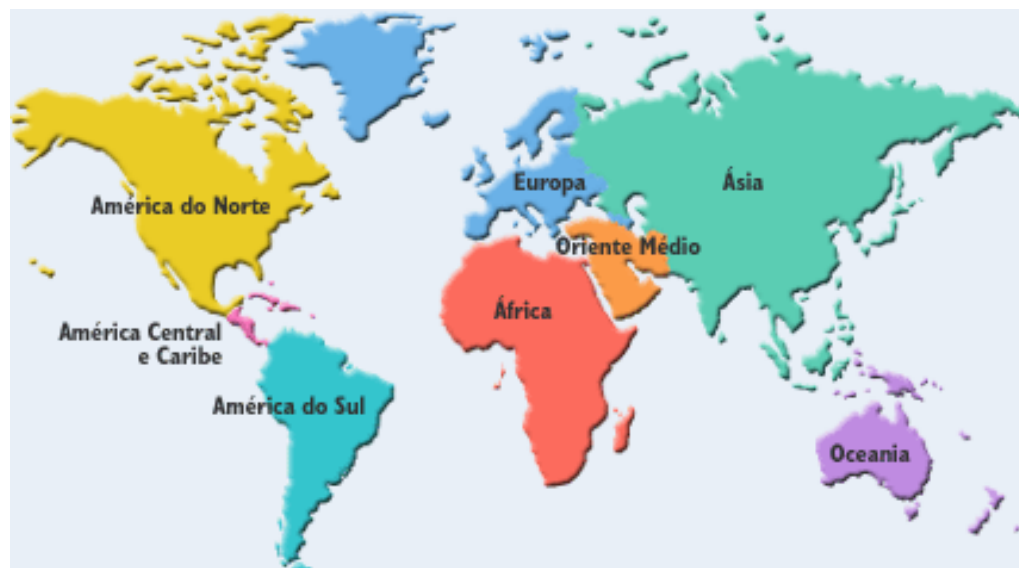 Europa
Ásia
América do Norte
Oriente Médio
África
América Central
e Caribe
América do Sul
Oceania